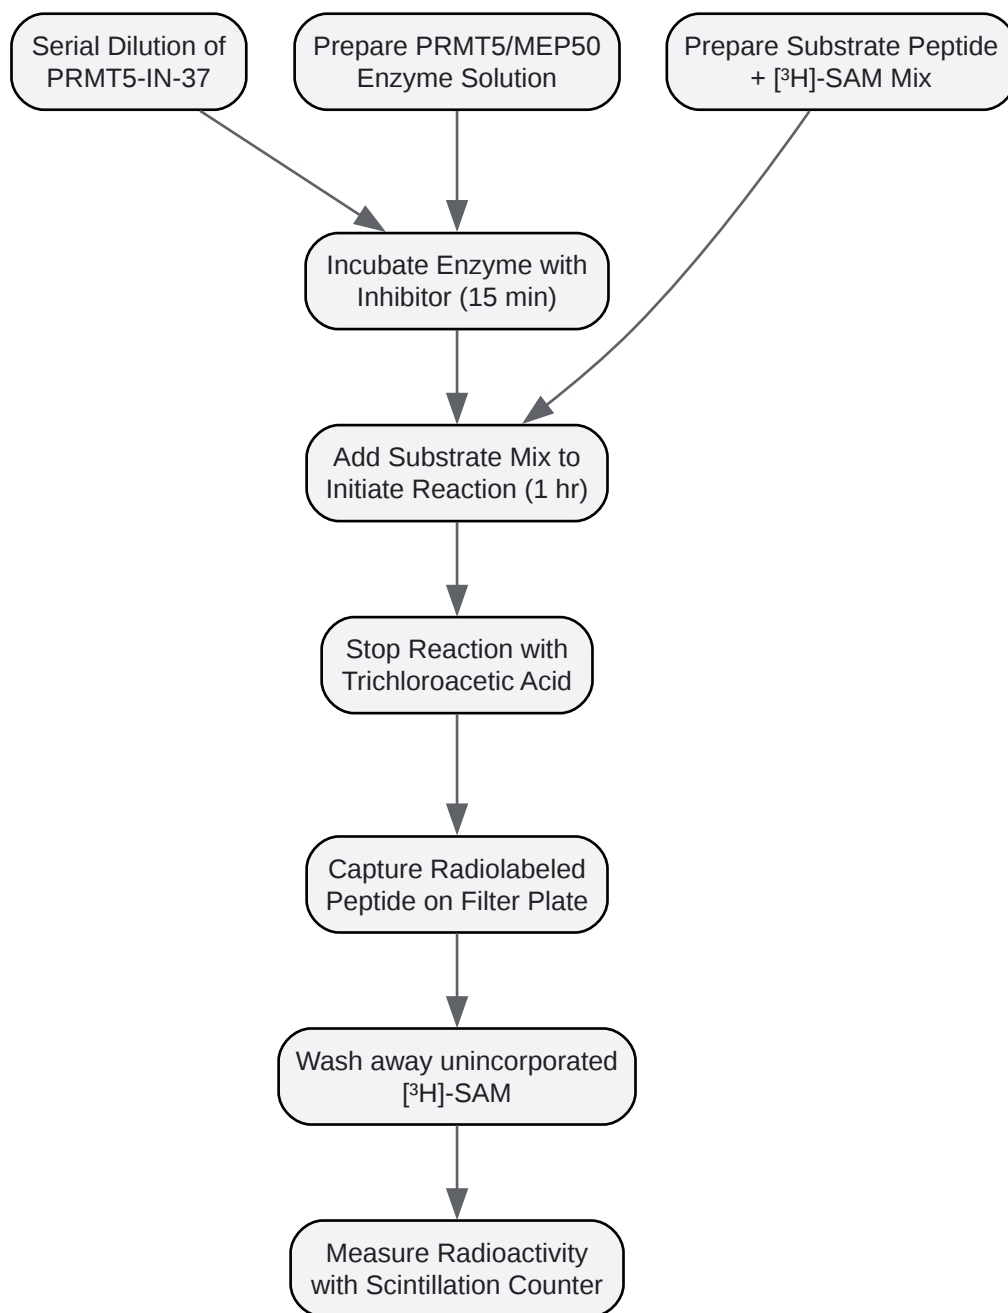 Serial Dilution of
PRMT5-IN-37
Prepare PRMT5/MEP50
Enzyme Solution
Prepare Substrate Peptide
+ [³H]-SAM Mix
Incubate Enzyme with
Inhibitor (15 min)
Add Substrate Mix to
Initiate Reaction (1 hr)
Stop Reaction with
Trichloroacetic Acid
Capture Radiolabeled
Peptide on Filter Plate
Wash away unincorporated
[³H]-SAM
Measure Radioactivity
with Scintillation Counter